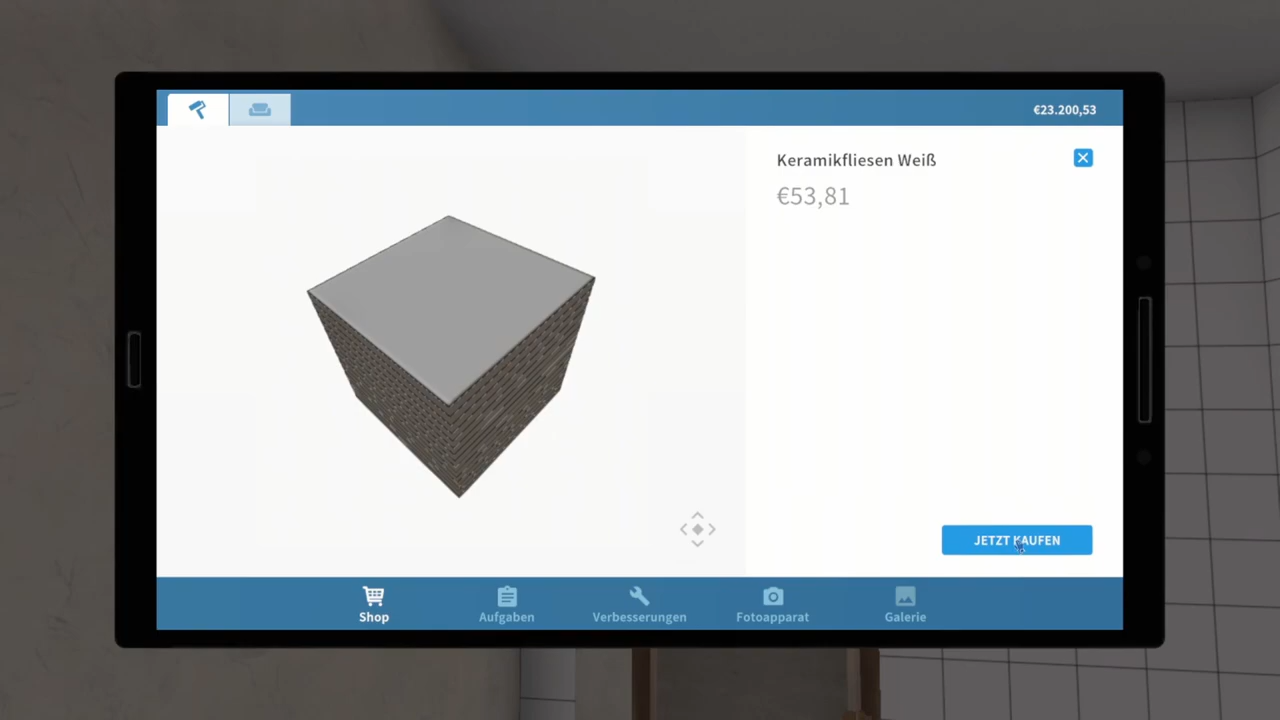 €23.200,53
Keramikfliesen Weiß
€53,81
JETZT KAUFEN
Shop
Aufgaben
Verbesserungen
Fotoapparat
Galerie